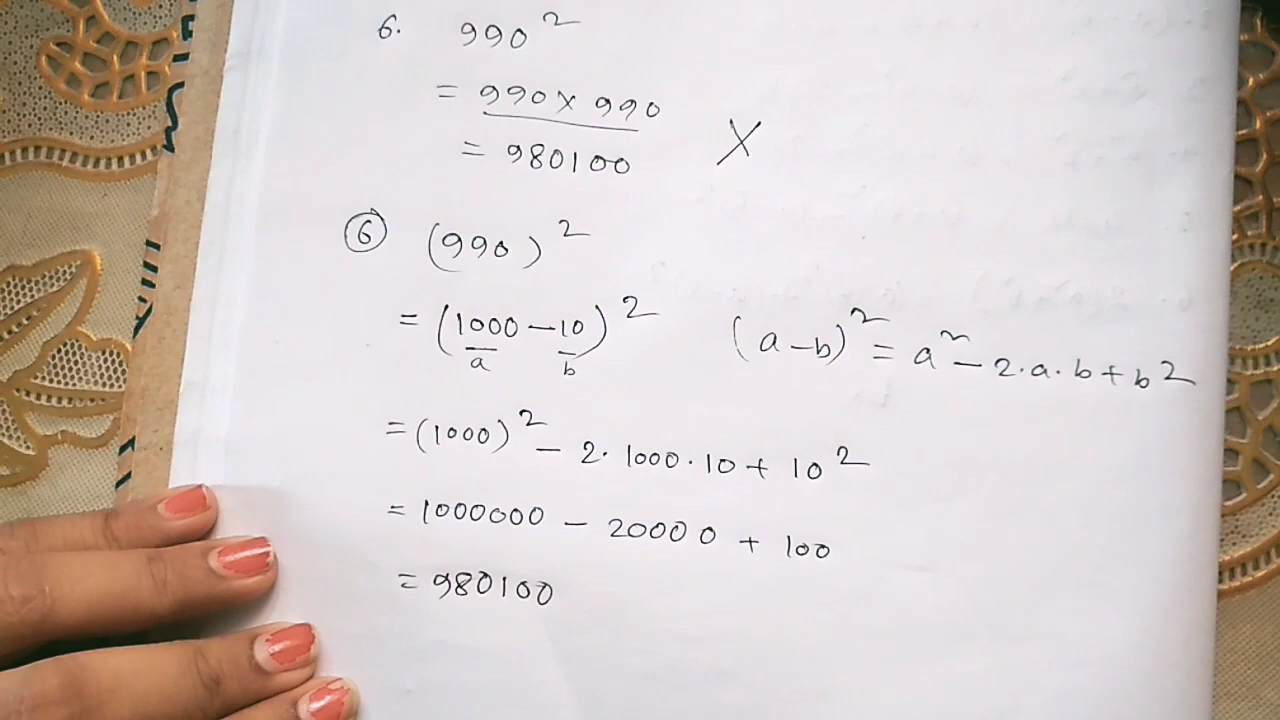 6. 990²
= 990 x 990
= 980100 X
⑥ (990)²
= (1000 - 10)² (a - b)² = a² - 2.a.b + b²
a b
= (1000)² - 2. 1000.10 + 10²
= 1000000 - 20000 + 100
= 980100